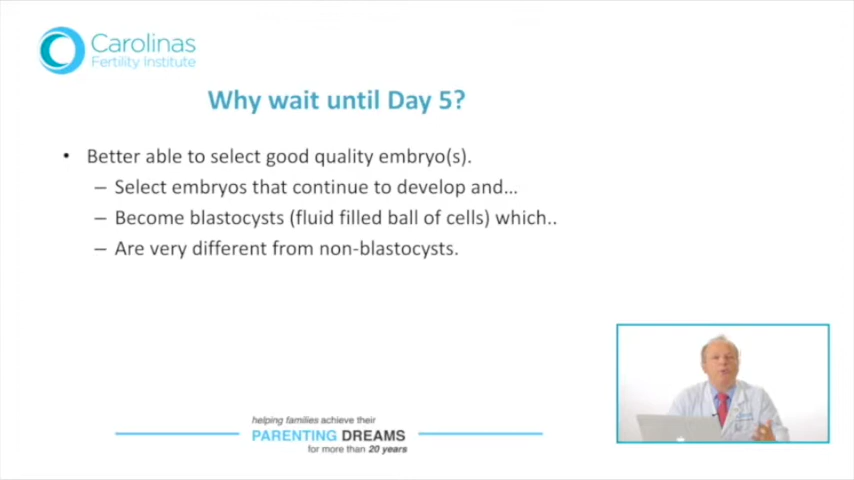 Carolinas
Fertility Institute
Why wait until Day 5?
• Better able to select good quality embryo(s).
– Select embryos that continue to develop and...
– Become blastocysts (fluid filled ball of cells) which..
– Are very different from non-blastocysts.
helping families achieve their
PARENTING DREAMS
for more than 20 years